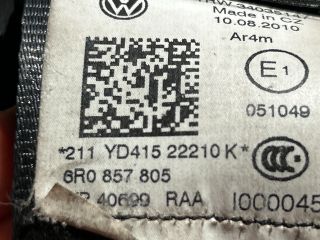 Made in CZ
10.08.2010
Ar4m
E1
051049
*211 YD415 22210 K*
6R0 857 805
40699 RAA I000045